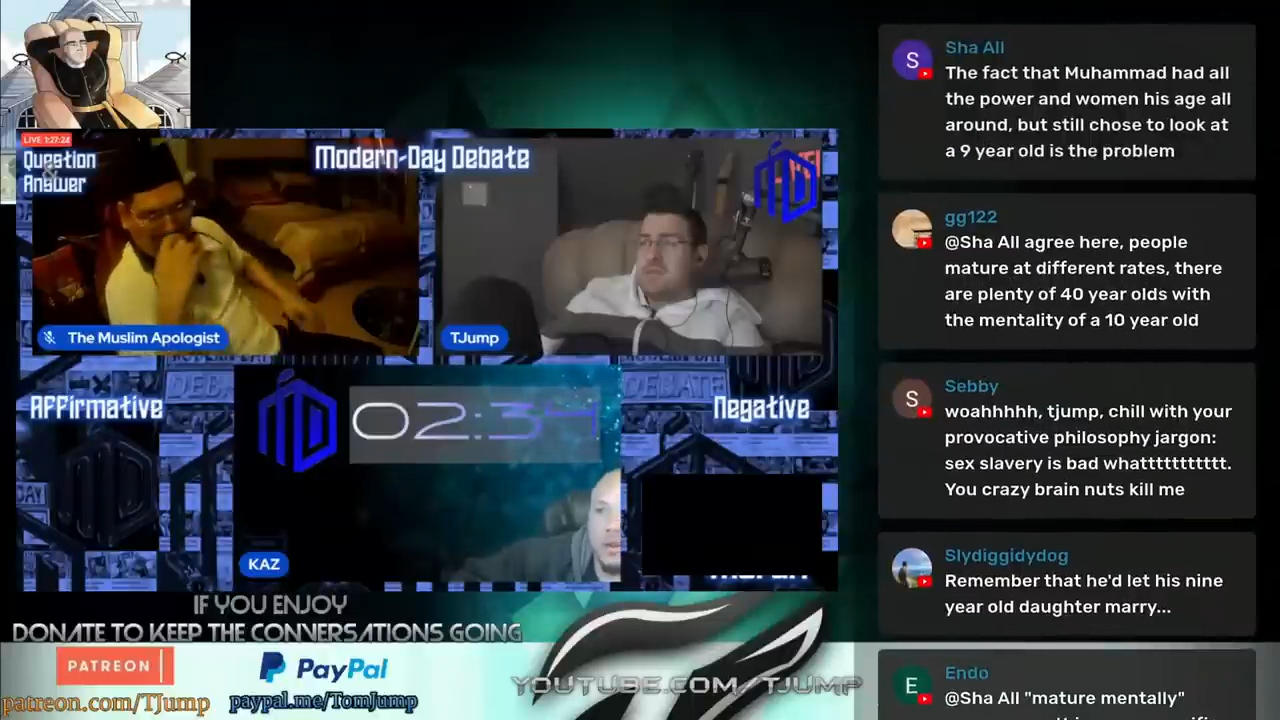 LIVE 1:27:24
Question
&
Answer
Modern-Day Debate
The Muslim Apologist
TJump
Affirmative
02:34
Negative
DEBATE
DEBATE
DAY
KAZ
IF YOU ENJOY
DONATE TO KEEP THE CONVERSATIONS GOING
PATREON
PayPal
patreon.com/TJump
paypal.me/TomJump
YOUTUBE.COM/TJUMP
S
Sha All
The fact that Muhammad had all
the power and women his age all
around, but still chose to look at
a 9 year old is the problem
gg122
@Sha All agree here, people
mature at different rates, there
are plenty of 40 year olds with
the mentality of a 10 year old
S
Sebby
woahhhhh, tjump, chill with your
provocative philosophy jargon:
sex slavery is bad whatttttttttt.
You crazy brain nuts kill me
Slydiggidydog
Remember that he'd let his nine
year old daughter marry...
E
Endo
@Sha All "mature mentally"